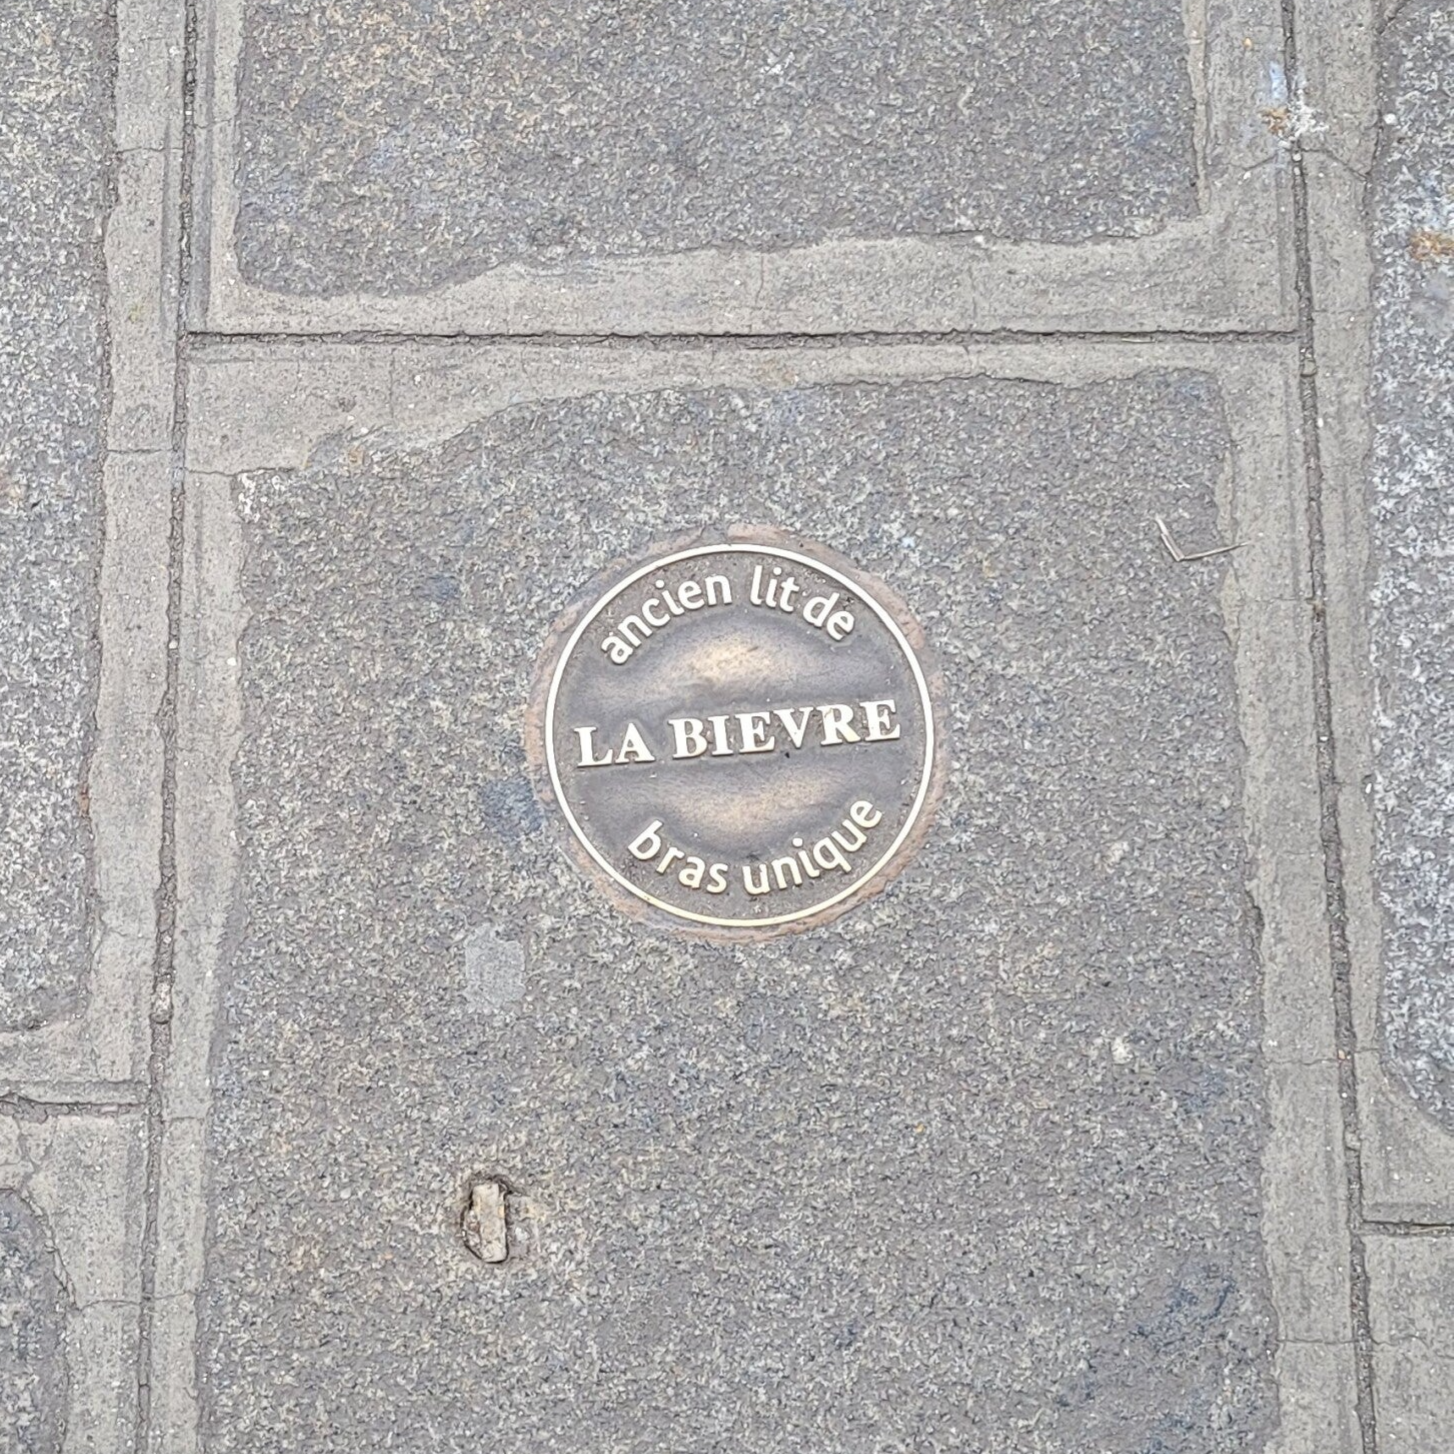 ancien lit de
LA BIEVRE
bras unique